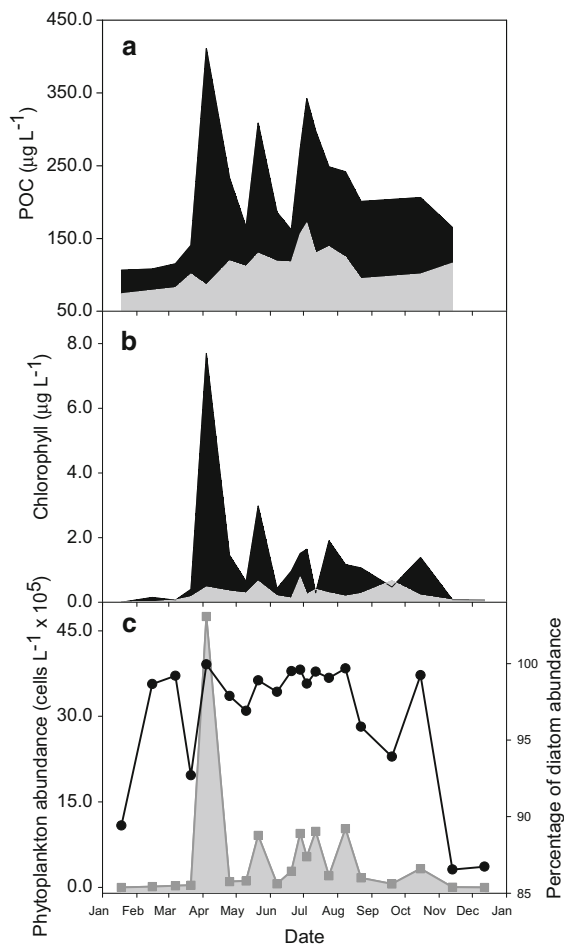 a
450.0
350.0
250.0
150.0
50.0
POC (µg L⁻¹)
b
8.0
6.0
4.0
2.0
0.0
Chlorophyll (µg L⁻¹)
c
45.0
30.0
15.0
0.0
Phytoplankton abundance (cells L⁻¹ x 10⁵)
100
95
90
85
Percentage of diatom abundance
Jan Feb Mar Apr May Jun Jul Aug Sep Oct Nov Dec Jan
Date